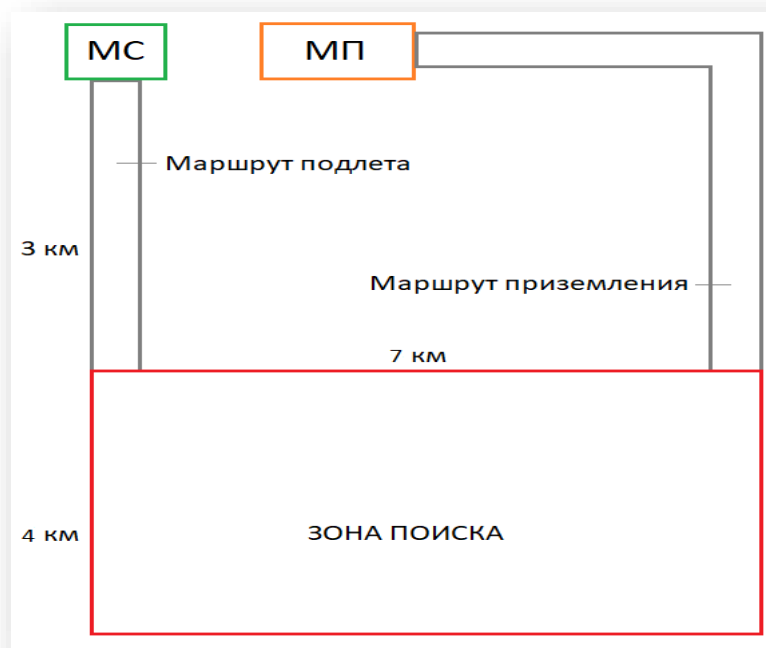 МС
МП
Маршрут подлета
3 км
Маршрут приземления
7 км
4 км
ЗОНА ПОИСКА